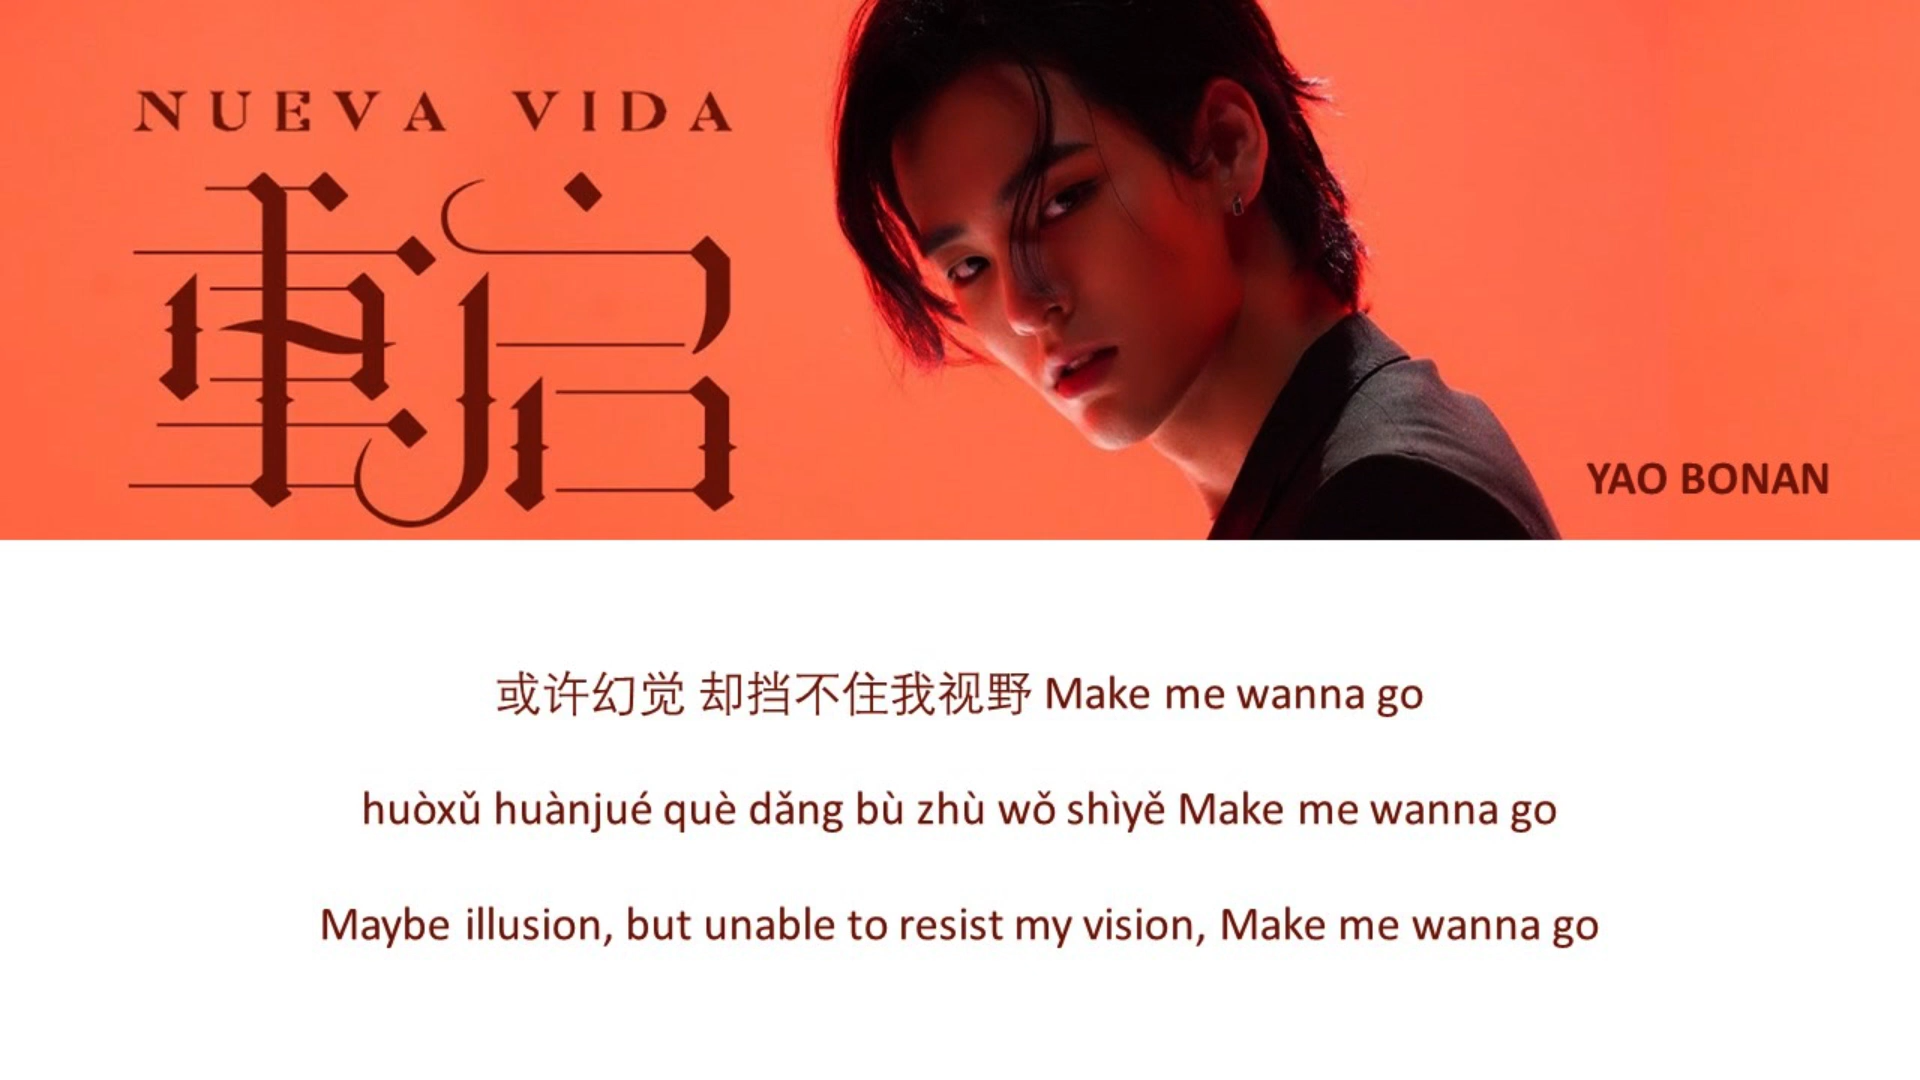 NUEVA VIDA
重启
YAO BONAN
或许幻觉 却挡不住我视野 Make me wanna go
huòxǔ huànjué què dǎng bù zhù wǒ shìyě Make me wanna go
Maybe illusion, but unable to resist my vision, Make me wanna go